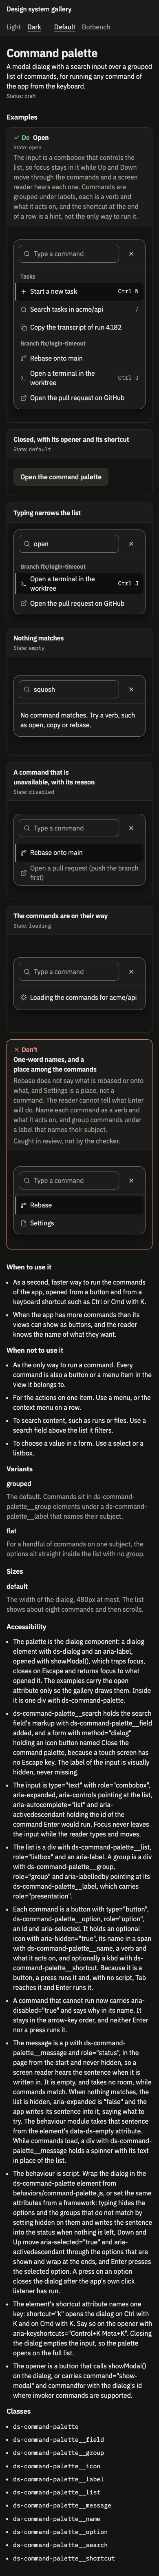 Design system gallery
Light Dark Default Botbench
Command palette
A modal dialog with a search input over a grouped
list of commands, for running any command of
the app from the keyboard.
Status: draft
Examples
Do Open
State: open
The input is a combobox that controls the
list, so focus stays in it while Up and Down
move through the commands and a screen
reader hears each one. Commands are
grouped under labels, each is a verb and
what it acts on, and the shortcut at the end
of a row is a hint, not the only way to run it.
Type a command
Tasks
Start a new task Ctrl N
Search tasks in acme/api /
Copy the transcript of run 4182
Branch fix/login-timeout
Rebase onto main
Open a terminal in the
worktree Ctrl J
Open the pull request on GitHub
Closed, with its opener and its shortcut
State: default
Open the command palette
Typing narrows the list
open
Branch fix/login-timeout
Open a terminal in the
worktree Ctrl J
Open the pull request on GitHub
Nothing matches
State: empty
squosh
No command matches. Try a verb, such
as open, copy or rebase.
A command that is
unavailable, with its reason
State: disabled
Type a command
Rebase onto main
Open a pull request (push the branch
first)
The commands are on their way
State: loading
Type a command
Loading the commands for acme/api
Don't
One-word names, and a
place among the commands
Rebase does not say what is rebased or onto
what, and Settings is a place, not a
command. The reader cannot tell what Enter
will do. Name each command as a verb and
what it acts on, and group commands under
a label that names their subject.
Caught in review, not by the checker.
Type a command
Rebase
Settings
When to use it
As a second, faster way to run the commands
of the app, opened from a button and from a
keyboard shortcut such as Ctrl or Cmd with K.
When the app has more commands than its
views can show as buttons, and the reader
knows the name of what they want.
When not to use it
As the only way to run a command. Every
command is also a button or a menu item in the
view it belongs to.
For the actions on one item. Use a menu, or the
context menu on a row.
To search content, such as runs or files. Use a
search field above the list it filters.
To choose a value in a form. Use a select or a
listbox.
Variants
grouped
The default. Commands sit in ds-command-
palette__group elements under a ds-command-
palette__label that names their subject.
flat
For a handful of commands on one subject, the
options sit straight inside the list with no group.
Sizes
default
The width of the dialog, 480px at most. The list
shows about eight commands and then scrolls.
Accessibility
The palette is the dialog component: a dialog
element with ds-dialog and an aria-label,
opened with showModal(), which traps focus,
closes on Escape and returns focus to what
opened it. The examples carry the open
attribute only so the gallery draws them. Inside
it is one div with ds-command-palette.
ds-command-palette__search holds the search
field's markup with ds-command-palette__field
added, and a form with method="dialog"
holding an icon button named Close the
command palette, because a touch screen has
no Escape key. The label of the input is visually
hidden, never missing.
The input is type="text" with role="combobox",
aria-expanded, aria-controls pointing at the list,
aria-autocomplete="list" and aria-
activedescendant holding the id of the
command Enter would run. Focus never leaves
the input while the reader types and moves.
The list is a div with ds-command-palette__list,
role="listbox" and an aria-label. A group is a div
with ds-command-palette__group,
role="group" and aria-labelledby pointing at its
ds-command-palette__label, which carries
role="presentation".
Each command is a button with type="button",
ds-command-palette__option, role="option",
an id and aria-selected. It holds an optional
icon with aria-hidden="true", its name in a span
with ds-command-palette__name, a verb and
what it acts on, and optionally a kbd with ds-
command-palette__shortcut. Because it is a
button, a press runs it and, with no script, Tab
reaches it and Enter runs it.
A command that cannot run now carries aria-
disabled="true" and says why in its name. It
stays in the arrow-key order, and neither Enter
nor a press runs it.
The message is a p with ds-command-
palette__message and role="status", in the
page from the start and never hidden, so a
screen reader hears the sentence when it is
written in. It is empty, and takes no room, while
commands match. When nothing matches, the
list is hidden, aria-expanded is "false" and the
app writes its sentence into it, saying what to
try. The behaviour module takes the sentence
from the element's data-ds-empty attribute.
While commands load, a div with ds-command-
palette__message holds a spinner with its text
in place of the list.
The behaviour is script. Wrap the dialog in the
ds-command-palette element from
behaviors/command-palette.js, or set the same
attributes from a framework: typing hides the
options and the groups that do not match by
setting hidden on them and writes the sentence
into the status when nothing is left, Down and
Up move aria-selected="true" and aria-
activedescendant through the options that are
shown and wrap at the ends, and Enter presses
the selected option. A press on an option
closes the dialog after the app's own click
listener has run.
The element's shortcut attribute names one
key: shortcut="k" opens the dialog on Ctrl with
K and on Cmd with K. Say so on the opener with
aria-keyshortcuts="Control+K Meta+K". Closing
the dialog empties the input, so the palette
opens on the full list.
The opener is a button that calls showModal()
on the dialog, or carries command="show-
modal" and commandfor with the dialog's id
where invoker commands are supported.
Classes
ds-command-palette
ds-command-palette__field
ds-command-palette__group
ds-command-palette__icon
ds-command-palette__label
ds-command-palette__list
ds-command-palette__message
ds-command-palette__name
ds-command-palette__option
ds-command-palette__search
ds-command-palette__shortcut